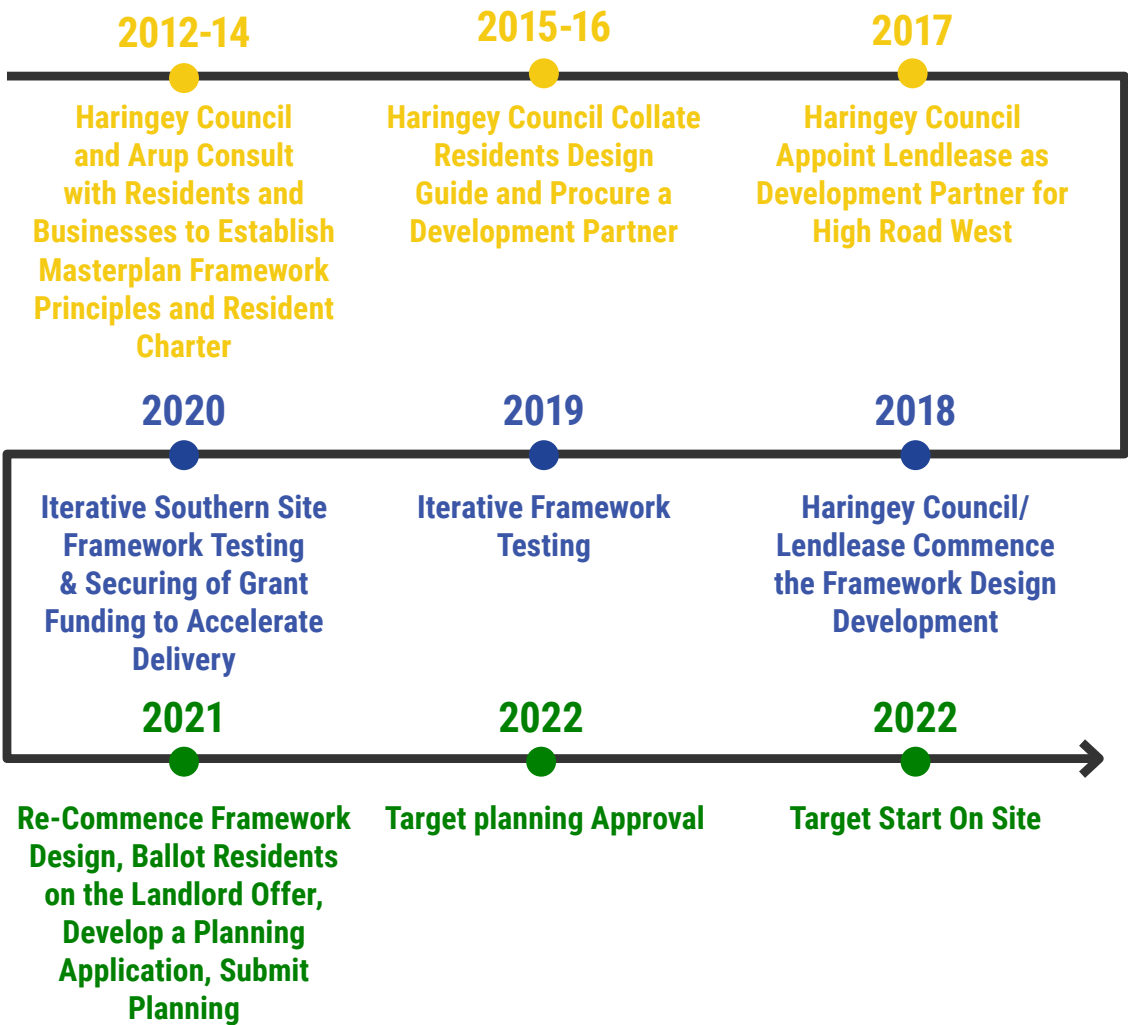 2012-14
Haringey Council
and Arup Consult
with Residents and
Businesses to Establish
Masterplan Framework
Principles and Resident
Charter
2015-16
Haringey Council Collate
Residents Design
Guide and Procure a
Development Partner
2017
Haringey Council
Appoint Lendlease as
Development Partner for
High Road West
2018
Haringey Council/
Lendlease Commence
the Framework Design
Development
2019
Iterative Framework
Testing
2020
Iterative Southern Site
Framework Testing
& Securing of Grant
Funding to Accelerate
Delivery
2021
Re-Commence Framework
Design, Ballot Residents
on the Landlord Offer,
Develop a Planning
Application, Submit
Planning
2022
Target planning Approval
2022
Target Start On Site